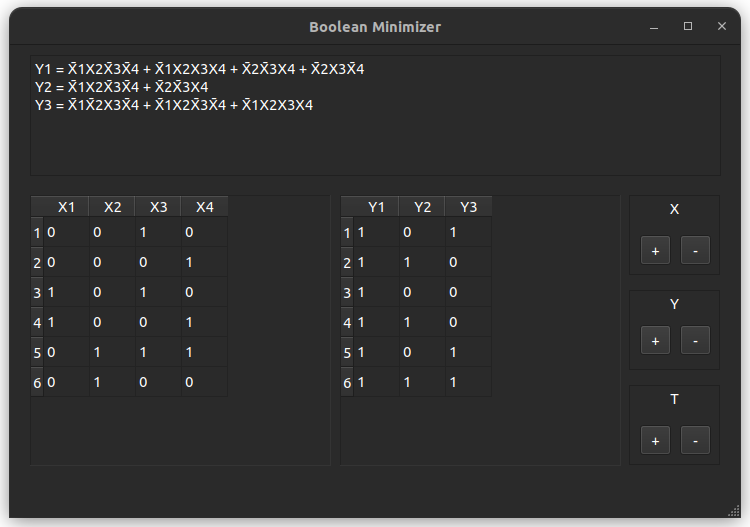 Boolean Minimizer
Y1 = X̄1X2X̄3X̄4 + X̄1X2X3X4 + X̄2X̄3X4 + X̄2X3X̄4
Y2 = X̄1X2X̄3X̄4 + X̄2X̄3X4
Y3 = X̄1X̄2X3X̄4 + X̄1X2X̄3X̄4 + X̄1X2X3X4
X1 X2 X3 X4
1 0 0 1 0
2 0 0 0 1
3 1 0 1 0
4 1 0 0 1
5 0 1 1 1
6 0 1 0 0
Y1 Y2 Y3
1 1 0 1
2 1 1 0
3 1 0 0
4 1 1 0
5 1 0 1
6 1 1 1
X
+ -
Y
+ -
T
+ -